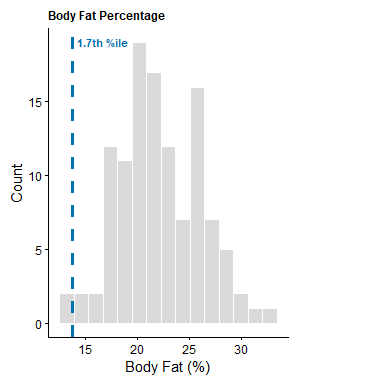 Body Fat Percentage
1.7th %ile
15
10
5
0
Count
15 20 25 30
Body Fat (%)